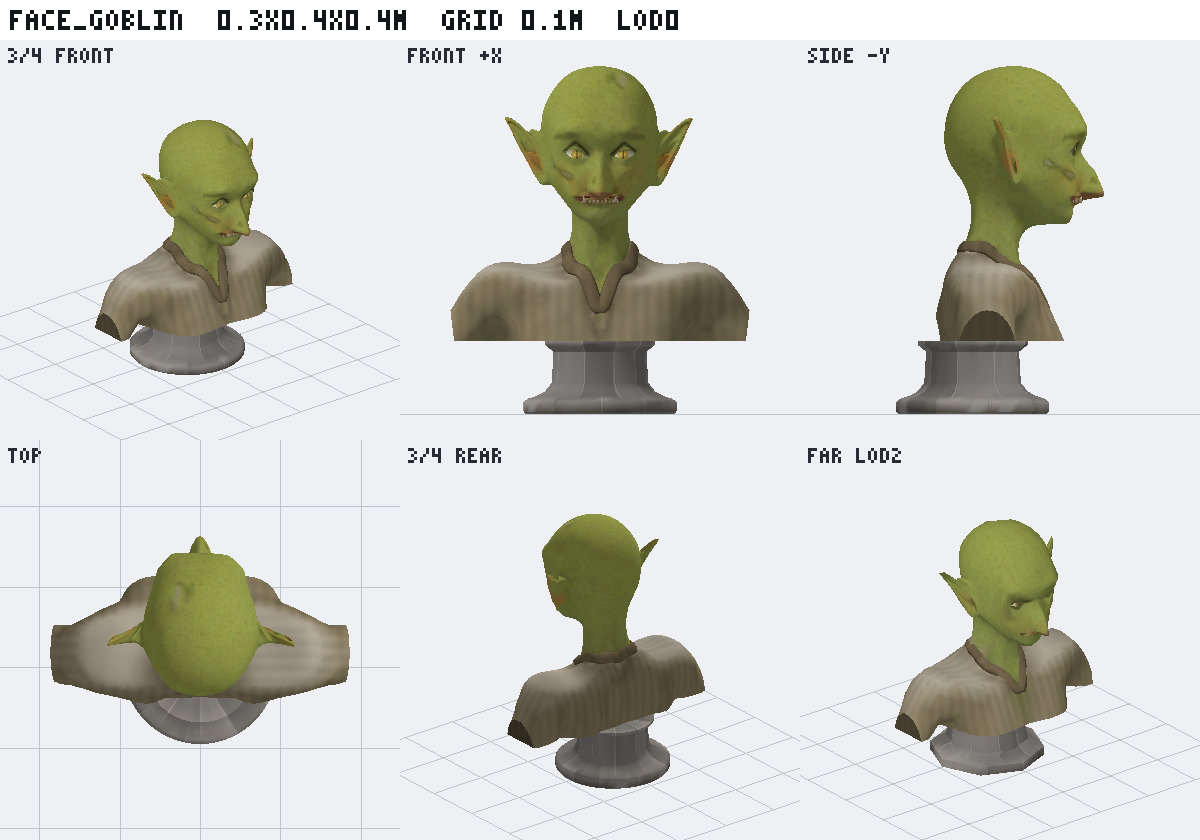 FACE_GOBLIN 0.3X0.4X0.4M GRID 0.1M LOD0
3/4 FRONT
FRONT +X
SIDE -Y
TOP
3/4 REAR
FAR LOD2